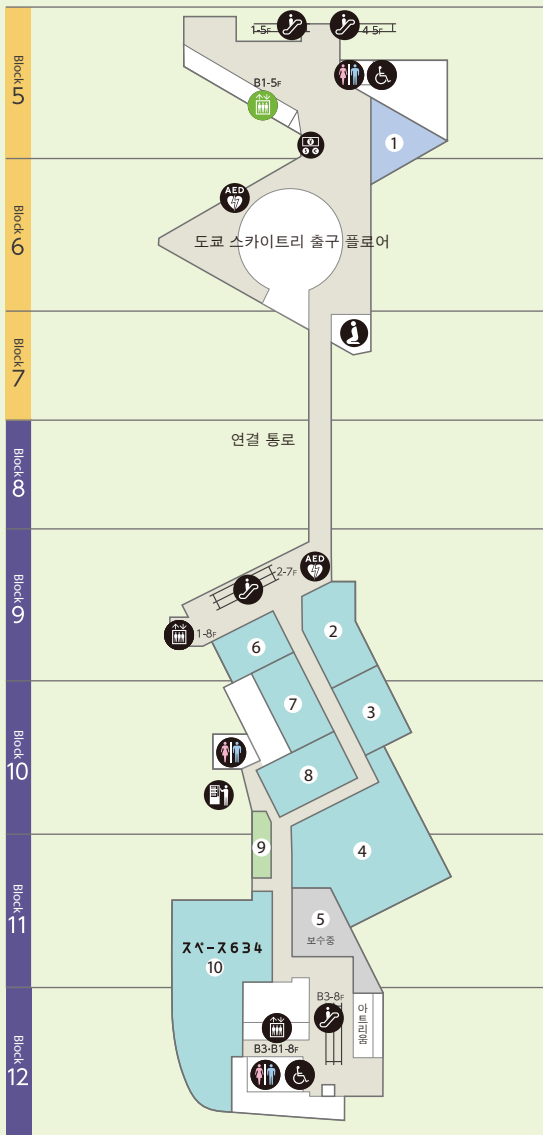 1-5F
4-5F
Block 5
B1-5F
1
AED
Block 6
도쿄 스카이트리 출구 플로어
Block 7
연결 통로
Block 8
AED
2-7F
Block 9
1-8F
2
6
3
7
Block 10
8
9
4
Block 11
5
보수중
スペース634
10
B3-8F
아트리움
B3•B1-8F
Block 12